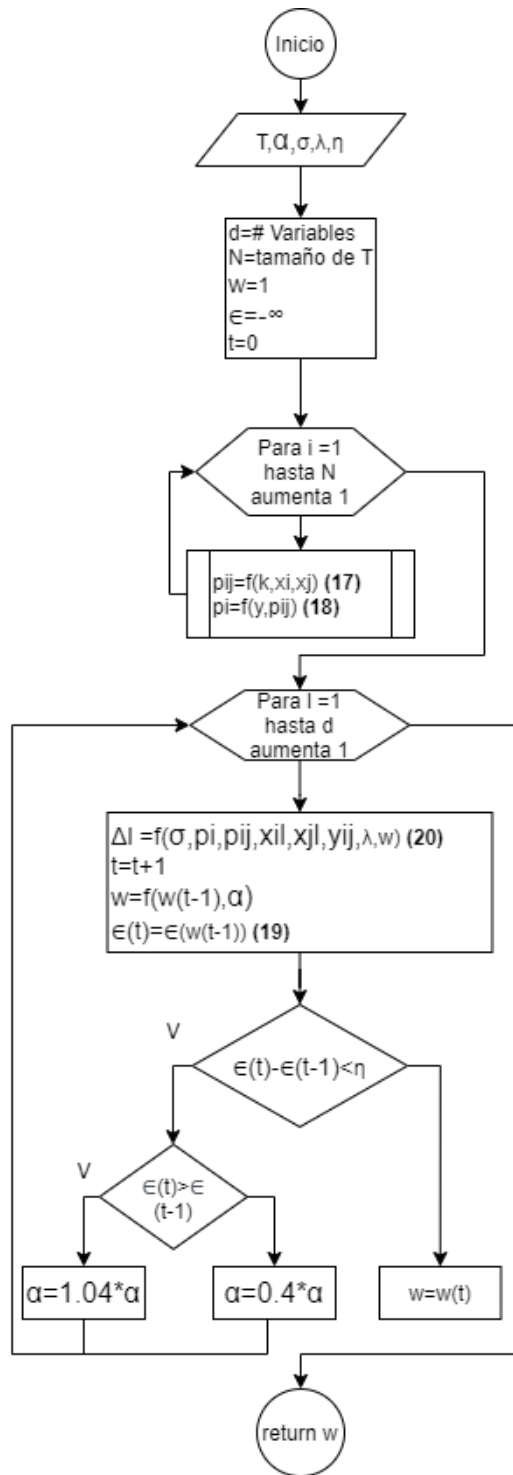 Inicio
T,α,σ,λ,η
d=# Variables
N=tamaño de T
w=1
∈=-∞
t=0
Para i =1
hasta N
aumenta 1
pij=f(k,xi,xj) (17)
pi=f(y,pij) (18)
Para l =1
hasta d
aumenta 1
Δl =f(σ,pi,pij,xil,xjl,yij,λ,w) (20)
t=t+1
w=f(w(t-1),α)
∈(t)=∈(w(t-1)) (19)
V
∈(t)-∈(t-1)<η
V
∈(t)>∈
(t-1)
α=1.04*α
α=0.4*α
w=w(t)
return w